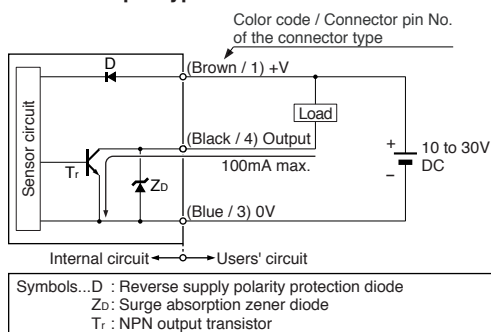 Color code / Connector pin No.
of the connector type
D
(Brown / 1) +V
Load
Sensor circuit
(Black / 4) Output
+
10 to 30V
DC
−
Tr
100mA max.
ZD
(Blue / 3) 0V
Internal circuit
Users' circuit
Symbols...D : Reverse supply polarity protection diode
ZD : Surge absorption zener diode
Tr : NPN output transistor